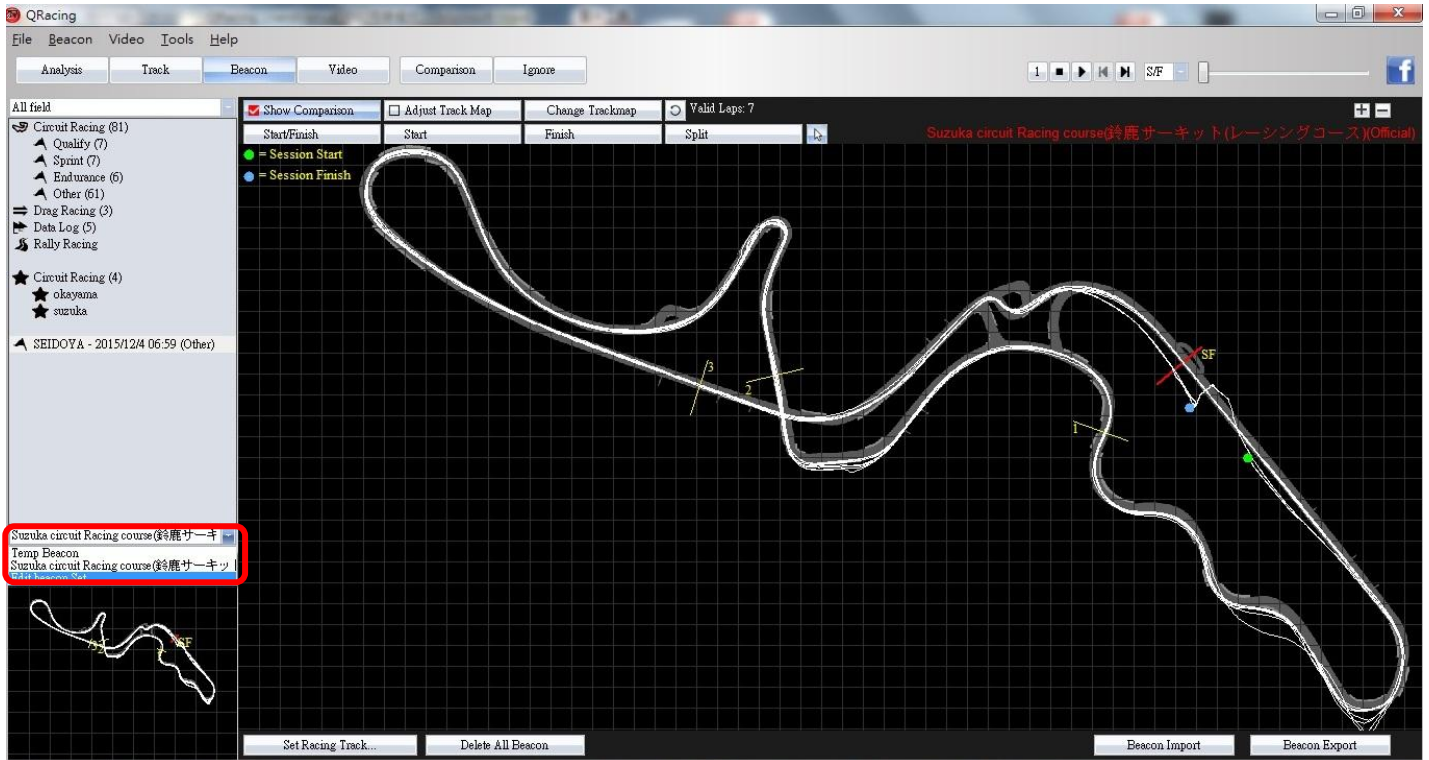 QRacing
File Beacon Video Tools Help
Analysis Track Beacon Video Comparison Ignore 1 S/F
All field
Circuit Racing (81)
Qualify (7)
Sprint (7)
Endurance (6)
Other (61)
Drag Racing (3)
Data Log (5)
Rally Racing
Circuit Racing (4)
okayama
suzuka
SEIDOYA - 2015/12/4 06:59 (Other)
Suzuka circuit Racing course(鈴鹿サーキ
Temp Beacon
Suzuka circuit Racing course(鈴鹿サーキッ
Edit beacon Set
32 1 SF
Show Comparison Adjust Track Map Change Trackmap Valid Laps: 7
Start/Finish Start Finish Split
Suzuka circuit Racing course(鈴鹿サーキット(レーシングコース)(Official)
= Session Start
= Session Finish
SF
3
2
1
Set Racing Track... Delete All Beacon Beacon Import Beacon Export
f